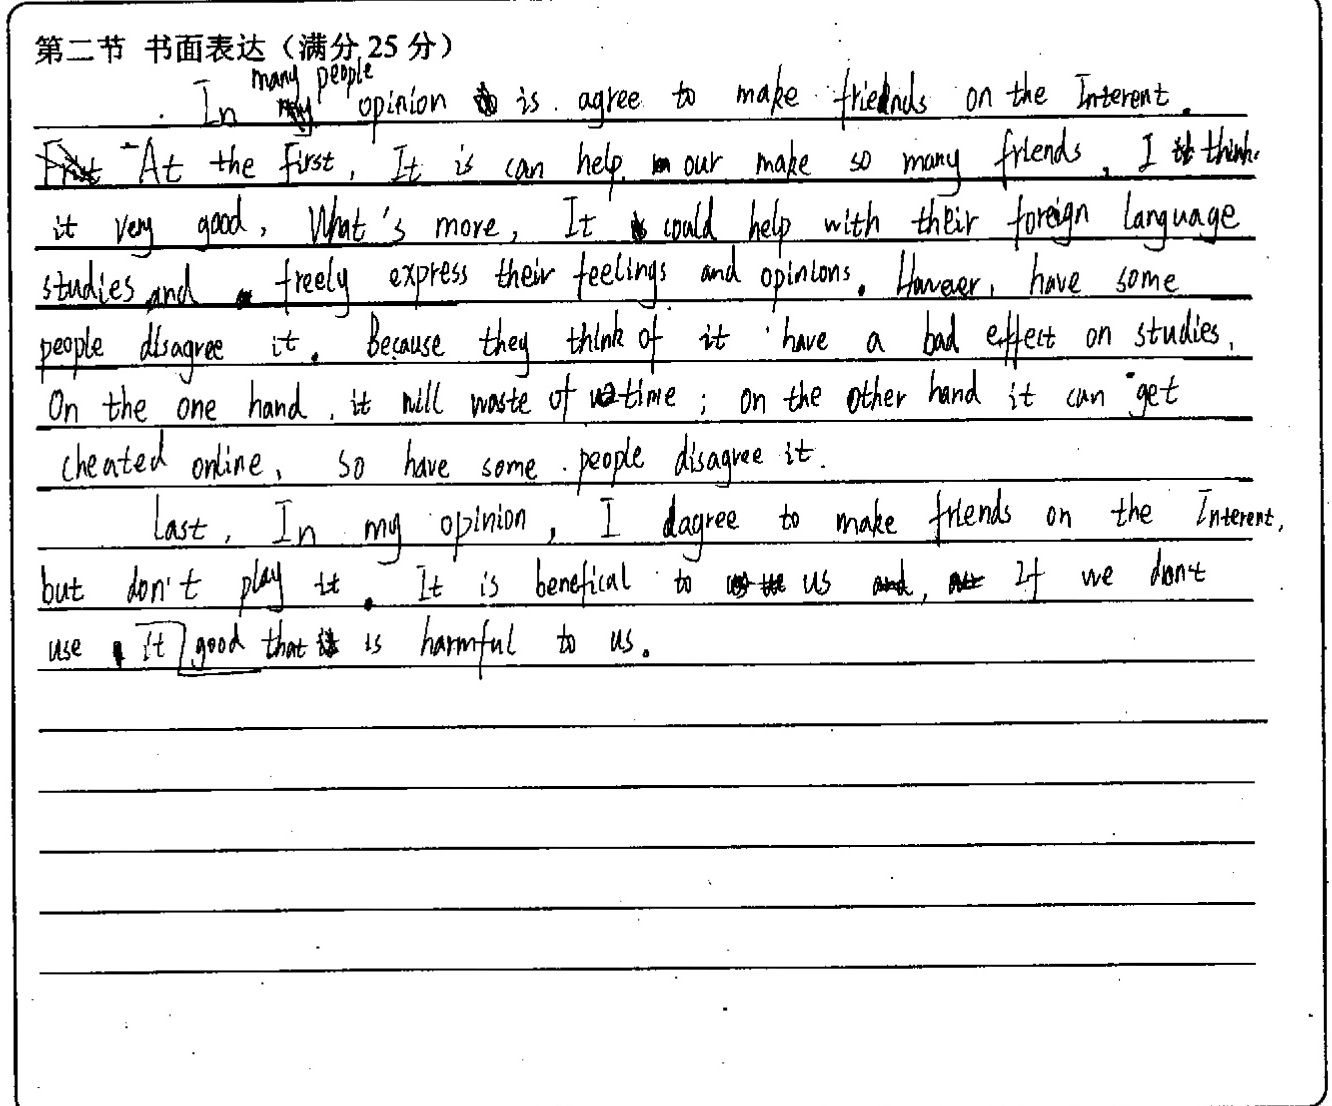 第二节 书面表达（满分 25 分）
many people
In opinion is agree to make friends on the Interent.
At the first, It is can help our make so many friends, I think
it very good, What's more, It could help with their foreign language
studies and freely express their feelings and opinions. However, have some
people disagree it. Because they think of it have a bad effect on studies.
On the one hand, it will waste of time; on the other hand it can get
cheated online, so have some people disagree it.
Last, In my opinion, I dagree to make friends on the Interent,
but don't play it. It is benefical to us, If we don't
use it good that is harmful to us.